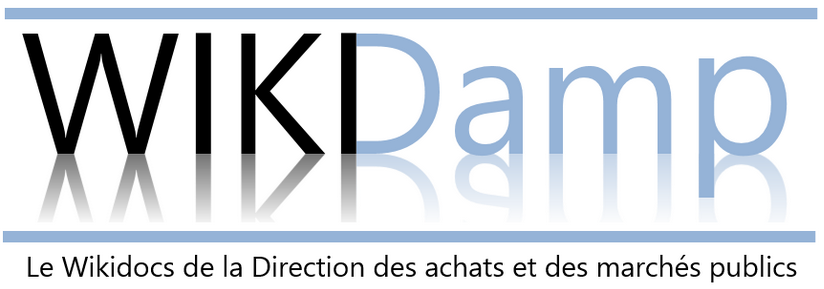 WIKIDamp
Le Wikidocs de la Direction des achats et des marchés publics